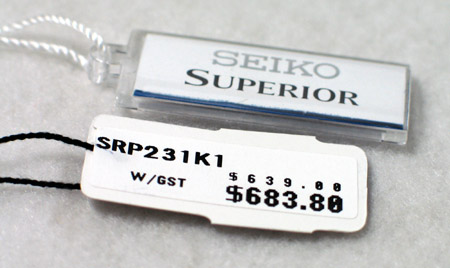 SEIKO
SUPERIOR
SRP231K1
$639.00
W/GST
$683.80